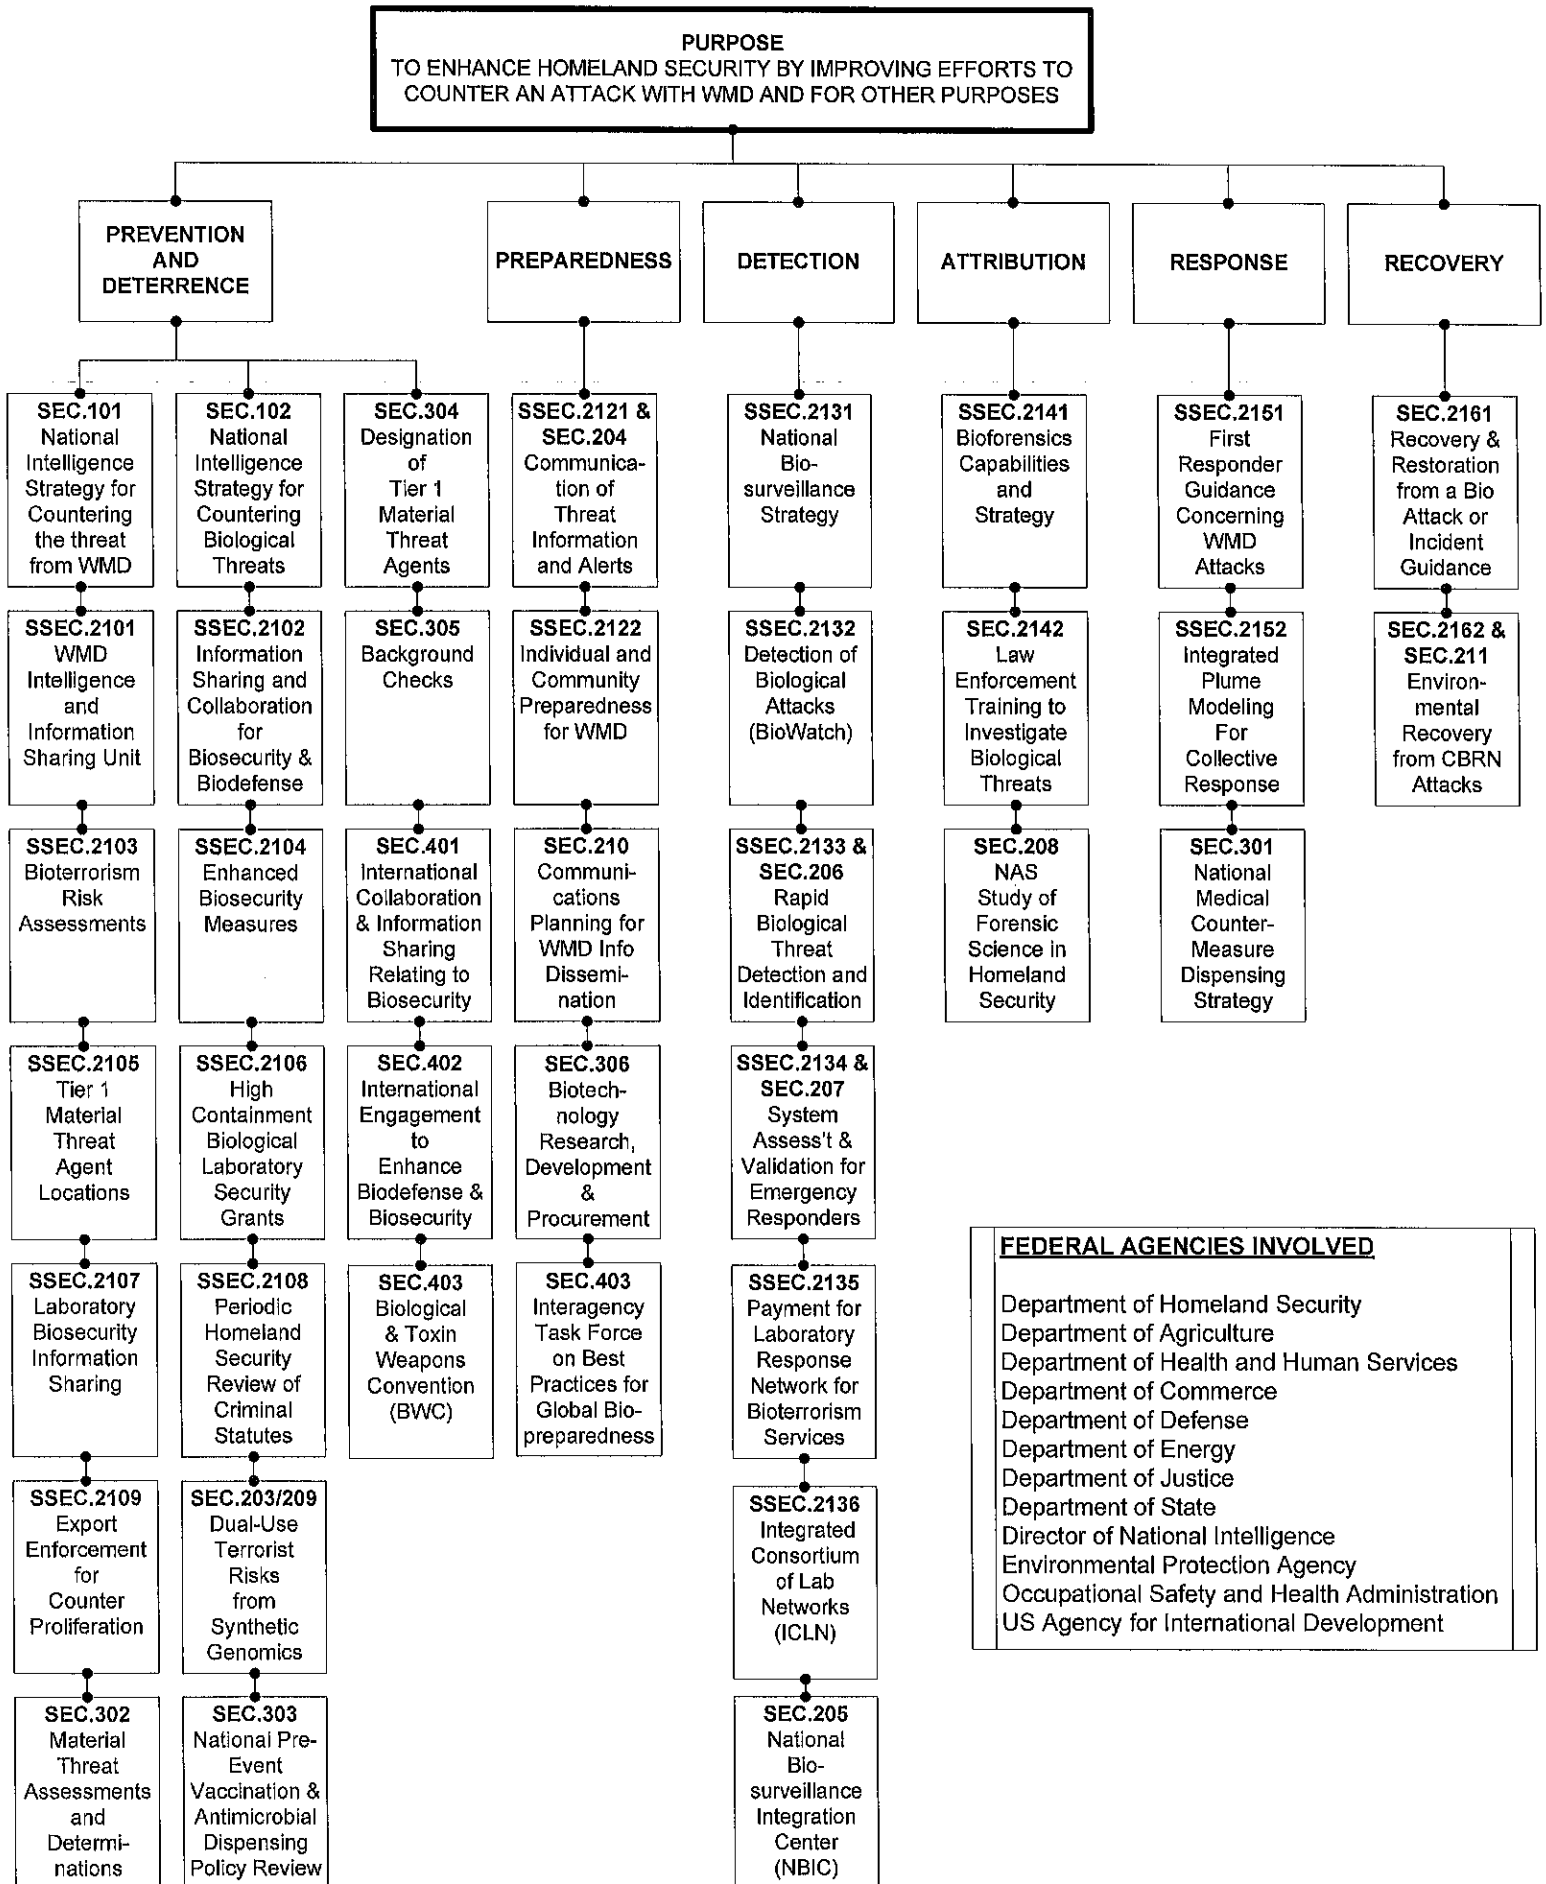 PURPOSE
TO ENHANCE HOMELAND SECURITY BY IMPROVING EFFORTS TO
COUNTER AN ATTACK WITH WMD AND FOR OTHER PURPOSES
PREVENTION
AND
DETERRENCE
PREPAREDNESS
DETECTION
ATTRIBUTION
RESPONSE
RECOVERY
SEC.101
National
Intelligence
Strategy for
Countering
the threat
from WMD
SEC.102
National
Intelligence
Strategy for
Countering
Biological
Threats
SEC.304
Designation
of
Tier 1
Material
Threat
Agents
SSEC.2121 &
SEC.204
Communica-
tion of
Threat
Information
and Alerts
SSEC.2131
National
Bio-
surveillance
Strategy
SSEC.2141
Bioforensics
Capabilities
and
Strategy
SSEC.2151
First
Responder
Guidance
Concerning
WMD
Attacks
SEC.2161
Recovery &
Restoration
from a Bio
Attack or
Incident
Guidance
SSEC.2101
WMD
Intelligence
and
Information
Sharing Unit
SSEC.2102
Information
Sharing and
Collaboration
for
Biosecurity &
Biodefense
SEC.305
Background
Checks
SSEC.2122
Individual and
Community
Preparedness
for WMD
SSEC.2132
Detection of
Biological
Attacks
(BioWatch)
SEC.2142
Law
Enforcement
Training to
Investigate
Biological
Threats
SSEC.2152
Integrated
Plume
Modeling
For
Collective
Response
SEC.2162 &
SEC.211
Environ-
mental
Recovery
from CBRN
Attacks
SSEC.2103
Bioterrorism
Risk
Assessments
SSEC.2104
Enhanced
Biosecurity
Measures
SEC.401
International
Collaboration
& Information
Sharing
Relating to
Biosecurity
SEC.210
Communi-
cations
Planning for
WMD Info
Dissemi-
nation
SSEC.2133 &
SEC.206
Rapid
Biological
Threat
Detection and
Identification
SEC.208
NAS
Study of
Forensic
Science in
Homeland
Security
SEC.301
National
Medical
Counter-
Measure
Dispensing
Strategy
SSEC.2105
Tier 1
Material
Threat
Agent
Locations
SSEC.2106
High
Containment
Biological
Laboratory
Security
Grants
SEC.402
International
Engagement
to
Enhance
Biodefense &
Biosecurity
SEC.306
Biotech-
nology
Research,
Development
&
Procurement
SSEC.2134 &
SEC.207
System
Assess't &
Validation for
Emergency
Responders
SSEC.2107
Laboratory
Biosecurity
Information
Sharing
SSEC.2108
Periodic
Homeland
Security
Review of
Criminal
Statutes
SEC.403
Biological
& Toxin
Weapons
Convention
(BWC)
SEC.403
Interagency
Task Force
on Best
Practices for
Global Bio-
preparedness
SSEC.2135
Payment for
Laboratory
Response
Network for
Bioterrorism
Services
SSEC.2109
Export
Enforcement
for
Counter
Proliferation
SEC.203/209
Dual-Use
Terrorist
Risks
from
Synthetic
Genomics
SSEC.2136
Integrated
Consortium
of Lab
Networks
(ICLN)
SEC.302
Material
Threat
Assessments
and
Determi-
nations
SEC.303
National Pre-
Event
Vaccination &
Antimicrobial
Dispensing
Policy Review
SEC.205
National
Bio-
surveillance
Integration
Center
(NBIC)
FEDERAL AGENCIES INVOLVED
Department of Homeland Security
Department of Agriculture
Department of Health and Human Services
Department of Commerce
Department of Defense
Department of Energy
Department of Justice
Department of State
Director of National Intelligence
Environmental Protection Agency
Occupational Safety and Health Administration
US Agency for International Development